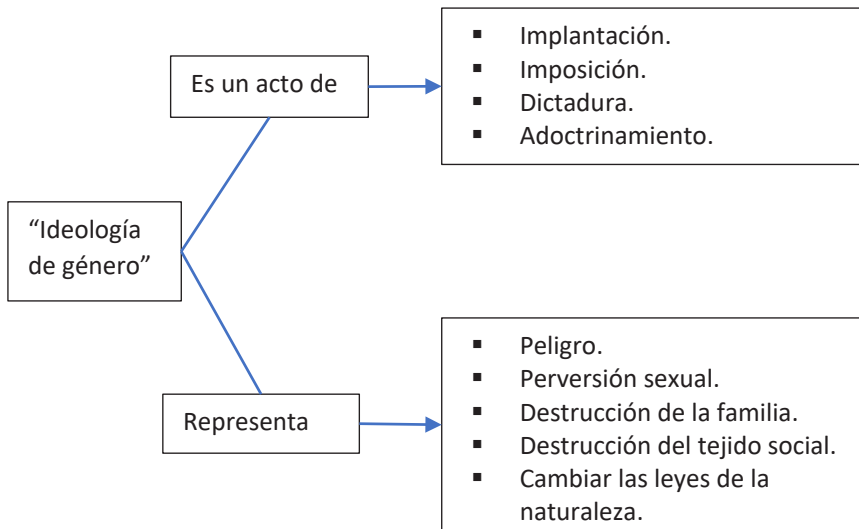 “Ideología
de género”
Es un acto de
▪ Implantación.
▪ Imposición.
▪ Dictadura.
▪ Adoctrinamiento.
Representa
▪ Peligro.
▪ Perversión sexual.
▪ Destrucción de la familia.
▪ Destrucción del tejido social.
▪ Cambiar las leyes de la
naturaleza.